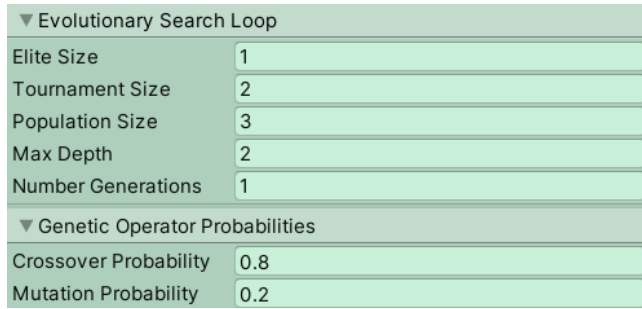 Evolutionary Search Loop
Elite Size 1
Tournament Size 2
Population Size 3
Max Depth 2
Number Generations 1
Genetic Operator Probabilities
Crossover Probability 0.8
Mutation Probability 0.2